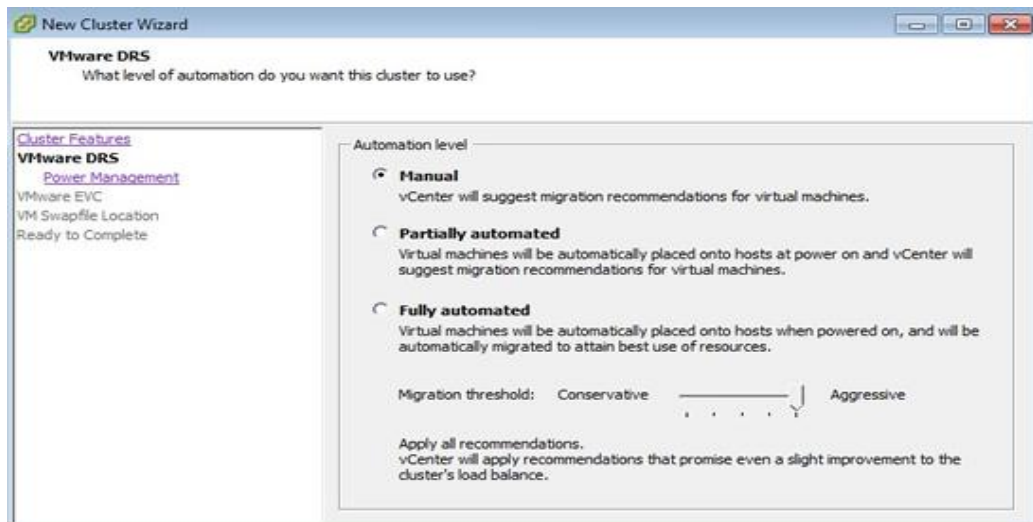 New Cluster Wizard
VMware DRS
What level of automation do you want this cluster to use?
Cluster Features
VMware DRS
Power Management
VMware EVC
VM Swapfile Location
Ready to Complete
Automation level
Manual
vCenter will suggest migration recommendations for virtual machines.
Partially automated
Virtual machines will be automatically placed onto hosts at power on and vCenter will
suggest migration recommendations for virtual machines.
Fully automated
Virtual machines will be automatically placed onto hosts when powered on, and will be
automatically migrated to attain best use of resources.
Migration threshold: Conservative Aggressive
Apply all recommendations.
vCenter will apply recommendations that promise even a slight improvement to the
cluster's load balance.